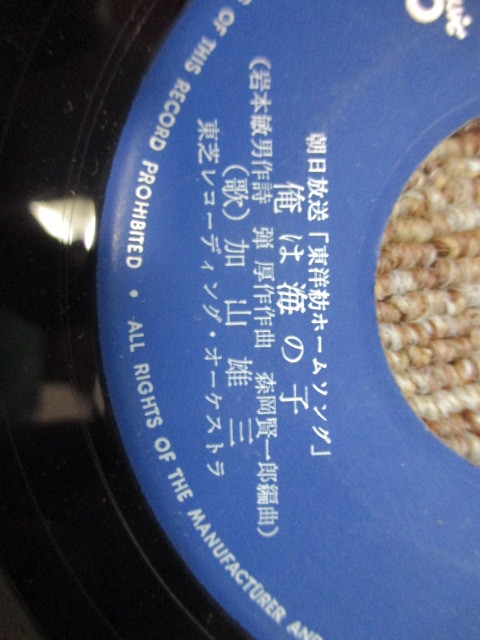 朝日放送「東洋紡ホームソング」
俺は海の子
(岩本敏男作詩 弾厚作作曲 森岡賢一郎編曲)
(歌)加山雄三
東芝レコーディング・オーケストラ
OF THIS RECORD PROHIBITED • ALL RIGHTS OF THE MANUFACTURER AND